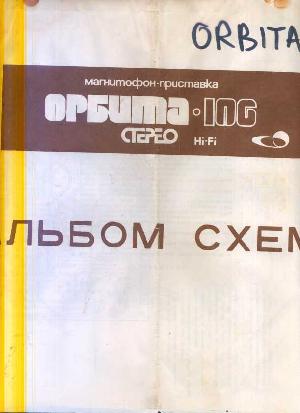 ORBITA
магнитофон-приставка
ОРБИТА·106
СТЕРЕО Hi-Fi
АЛЬБОМ СХЕМ